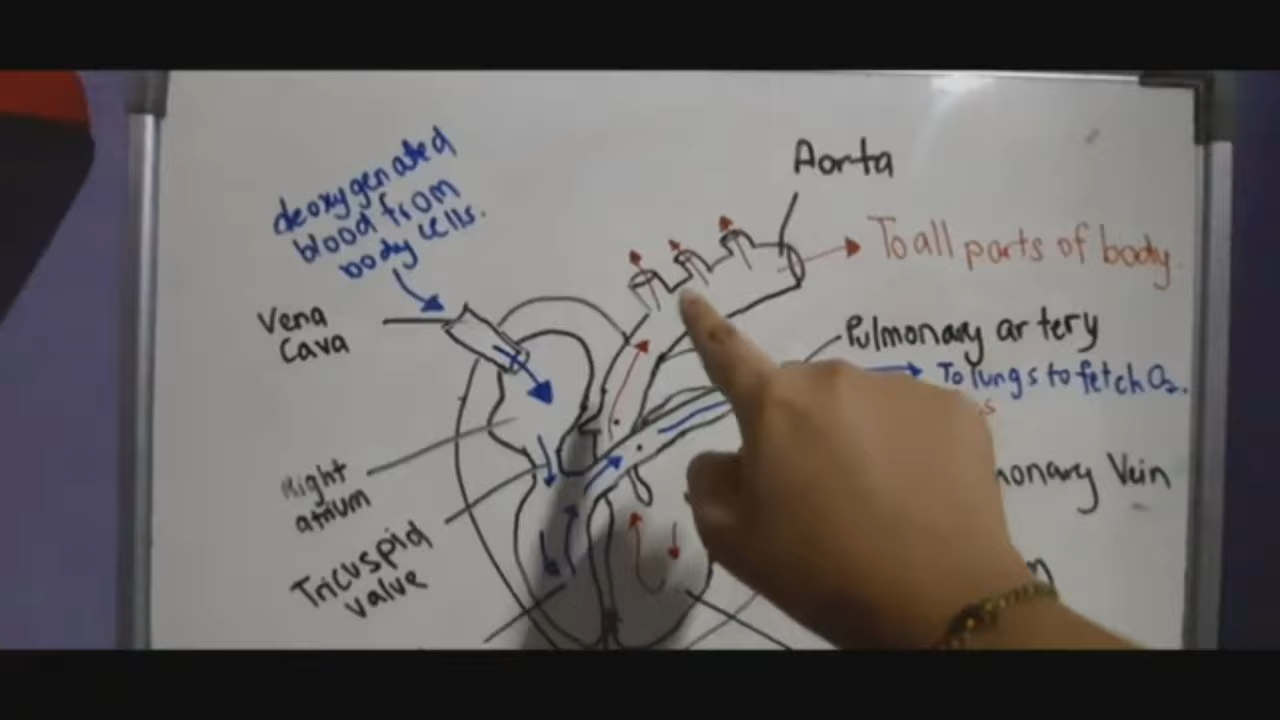 deoxygenated
blood from
body cells.
Aorta
To all parts of body.
Vena
Cava
Pulmonary artery
To lungs to fetch O2.
Right
atrium
Vein
Tricuspid
valve